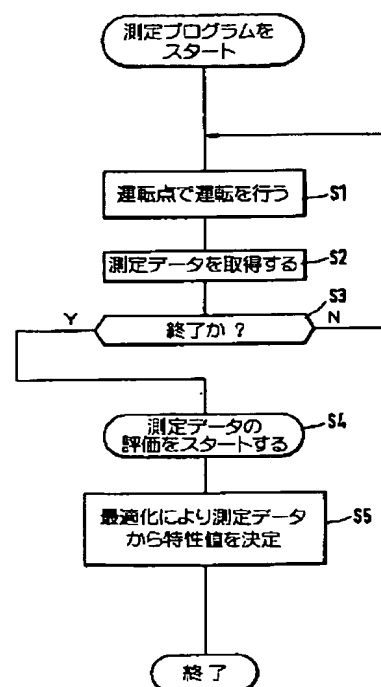 測定プログラムを
スタート
運転点で運転を行う
S1
測定データを取得する
S2
S3
Y
終了か?
N
測定データの
評価をスタートする
S4
最適化により測定データ
から特性値を決定
S5
終了